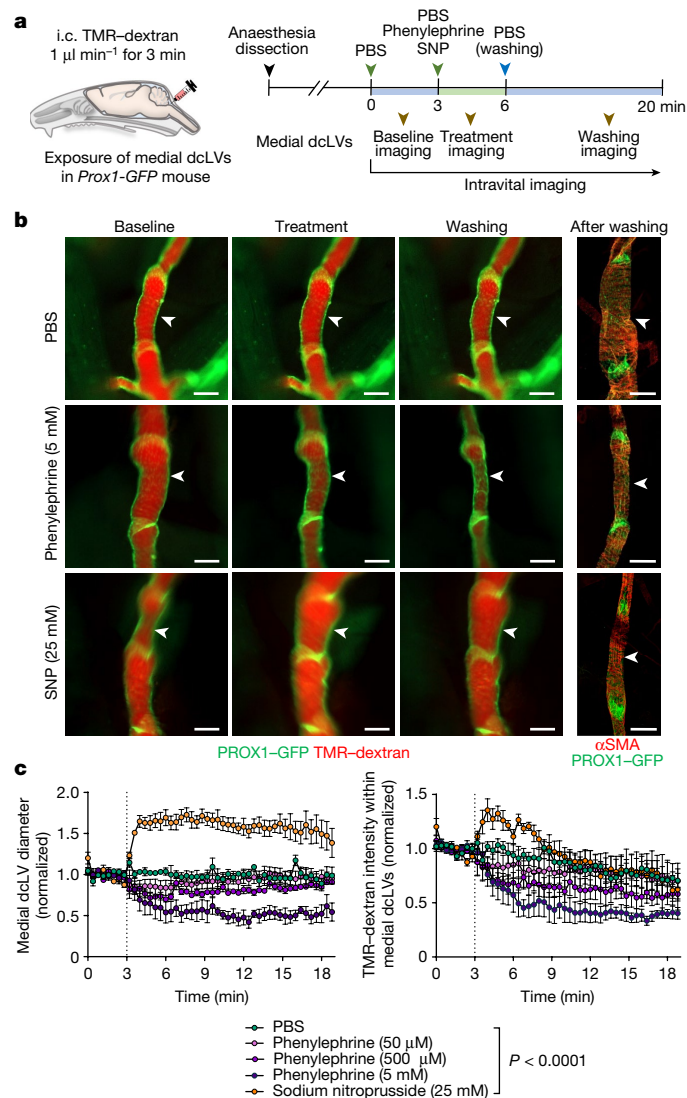 a
i.c. TMR–dextran
1 µl min⁻¹ for 3 min
Exposure of medial dcLVs
in Prox1-GFP mouse
Anaesthesia
dissection
PBS
PBS
Phenylephrine
SNP
PBS
(washing)
0
3
6
20 min
Medial dcLVs
Baseline
imaging
Treatment
imaging
Washing
imaging
Intravital imaging
b
Baseline
Treatment
Washing
After washing
PBS
Phenylephrine (5 mM)
SNP (25 mM)
PROX1–GFP TMR–dextran
αSMA
PROX1–GFP
c
Medial dcLV diameter
(normalized)
2.0
1.5
1.0
0.5
0
0
3
6
9
12
15
18
Time (min)
TMR–dextran intensity within
medial dcLVs (normalized)
1.5
1.0
0.5
0
0
3
6
9
12
15
18
Time (min)
PBS
Phenylephrine (50 µM)
Phenylephrine (500 µM)
Phenylephrine (5 mM)
Sodium nitroprusside (25 mM)
P < 0.0001